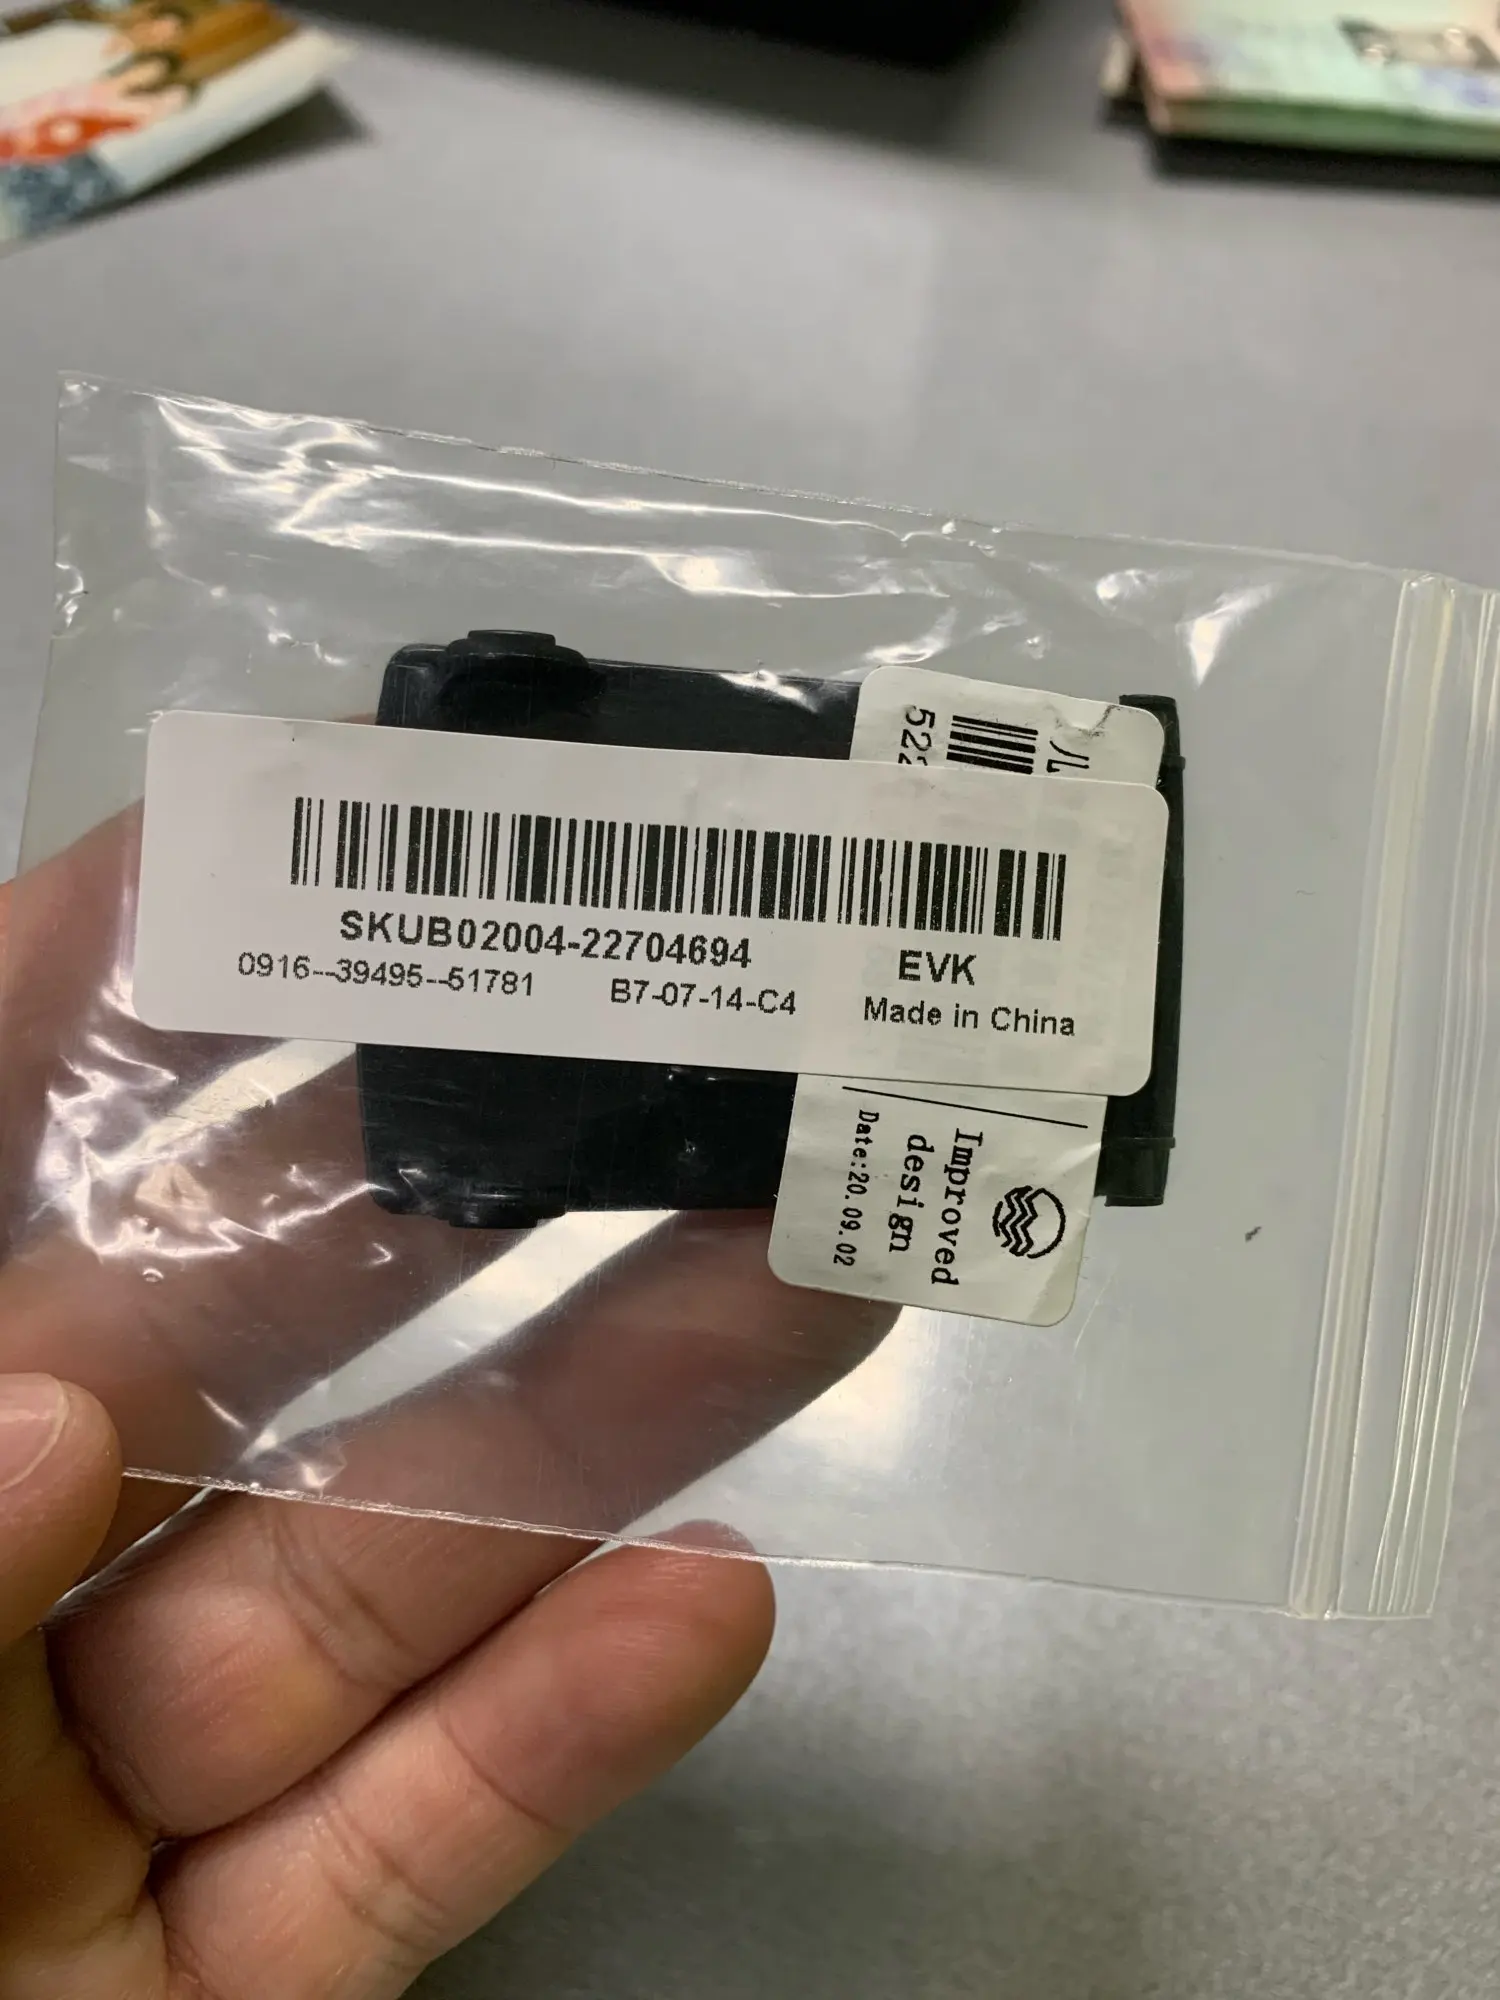 SKUB02004-22704694
EVK
0916--39495--51781
B7-07-14-C4
Made in China
522
Improved
design
Date:20.09.02